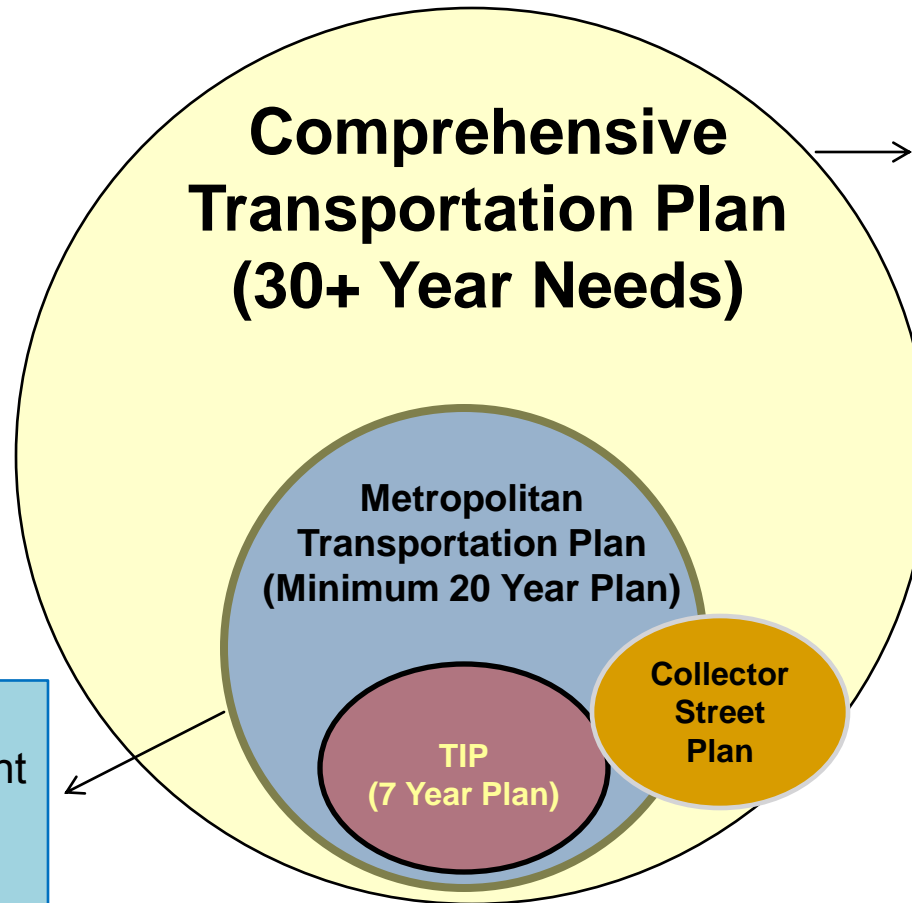 Comprehensive
Transportation Plan
(30+ Year Needs)
Metropolitan
Transportation Plan
(Minimum 20 Year Plan)
Collector
Street
Plan
TIP
(7 Year Plan)
nt